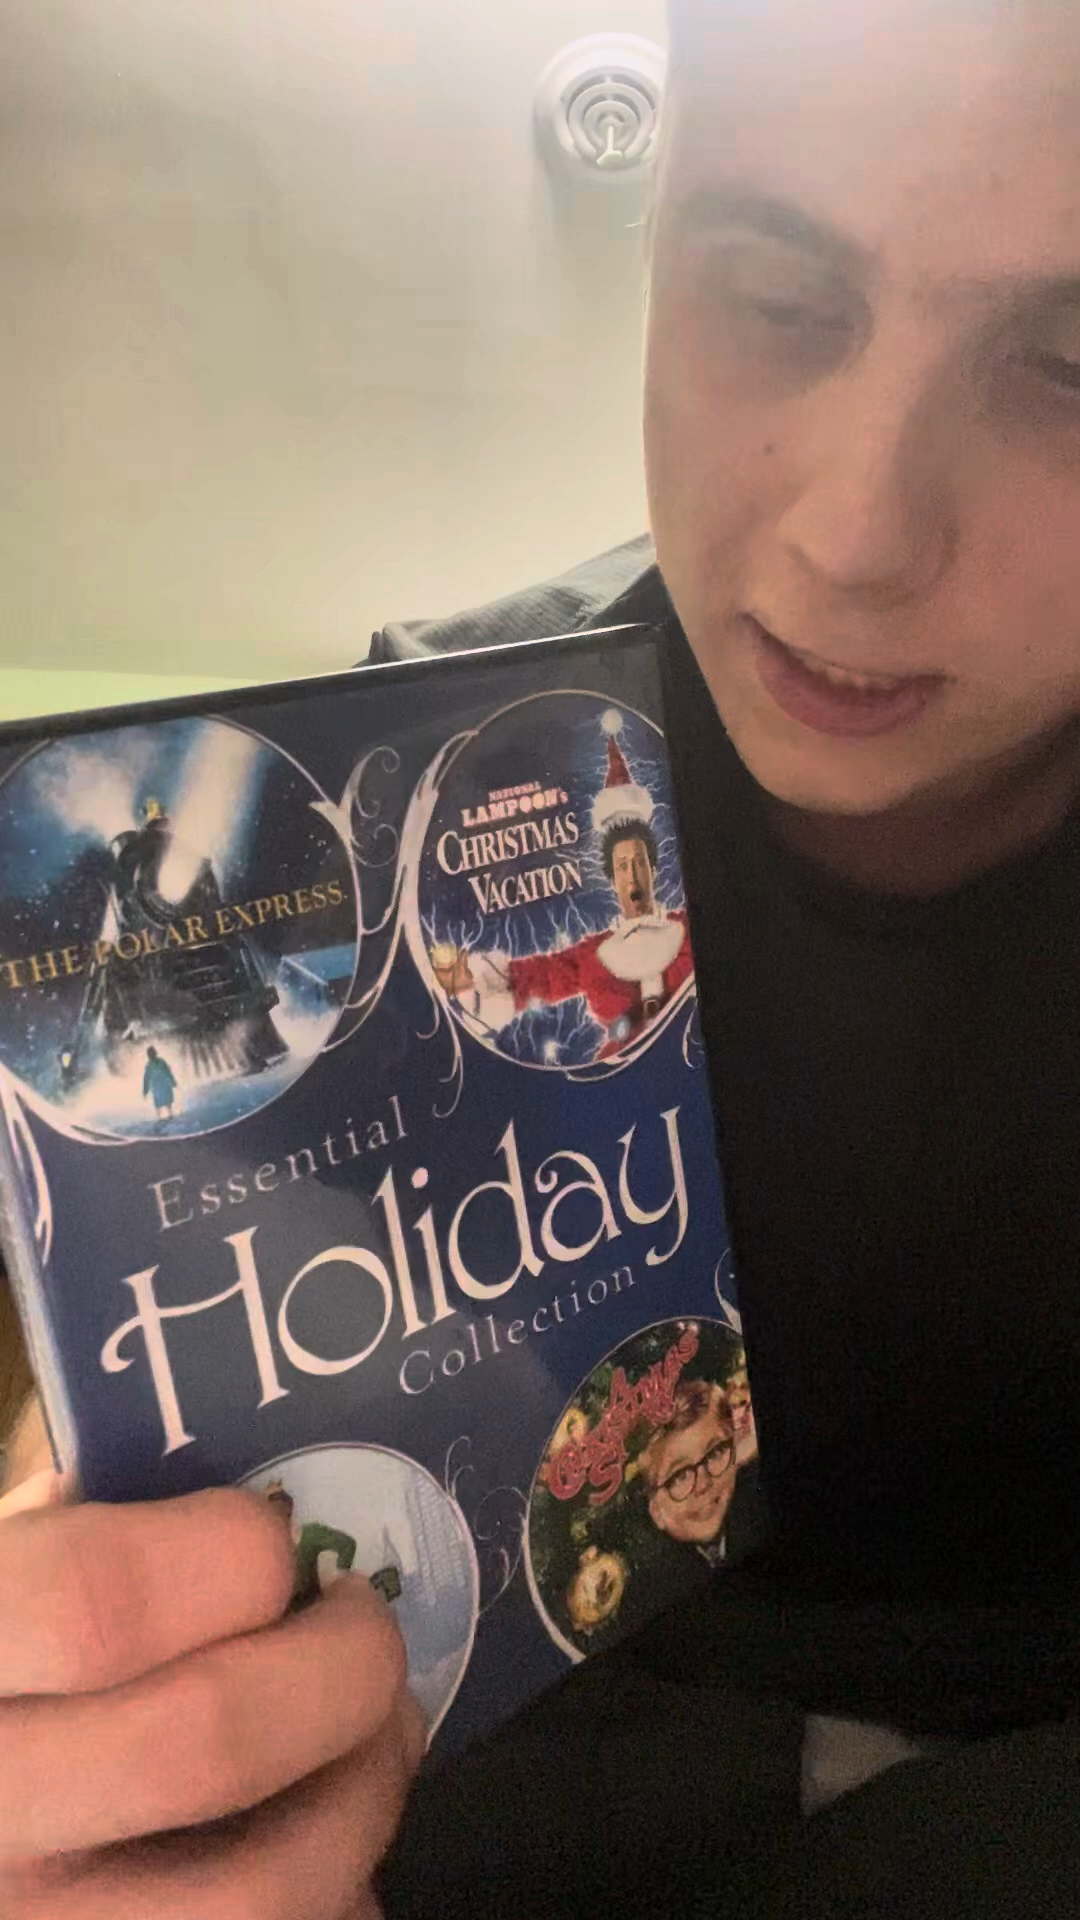 THE POLAR EXPRESS
NATIONAL
LAMPOON'S
CHRISTMAS
VACATION
Essential
Holiday
Collection